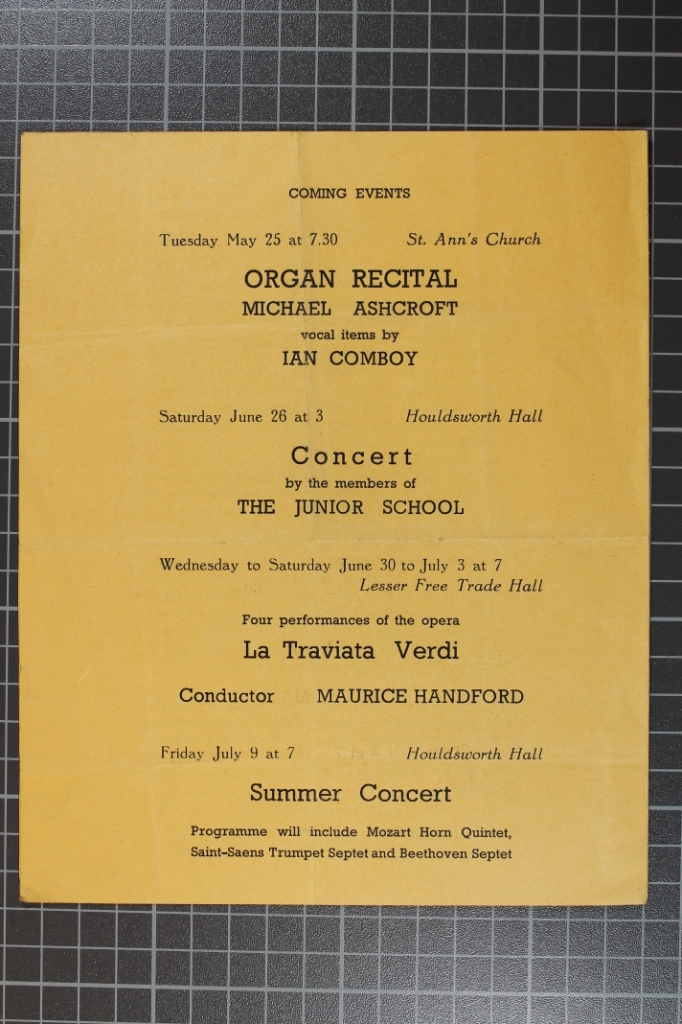 COMING EVENTS
Tuesday May 25 at 7.30 St. Ann's Church
ORGAN RECITAL
MICHAEL ASHCROFT
vocal items by
IAN COMBOY
Saturday June 26 at 3 Houldsworth Hall
Concert
by the members of
THE JUNIOR SCHOOL
Wednesday to Saturday June 30 to July 3 at 7
Lesser Free Trade Hall
Four performances of the opera
La Traviata Verdi
Conductor MAURICE HANDFORD
Friday July 9 at 7 Houldsworth Hall
Summer Concert
Programme will include Mozart Horn Quintet,
Saint-Saens Trumpet Septet and Beethoven Septet